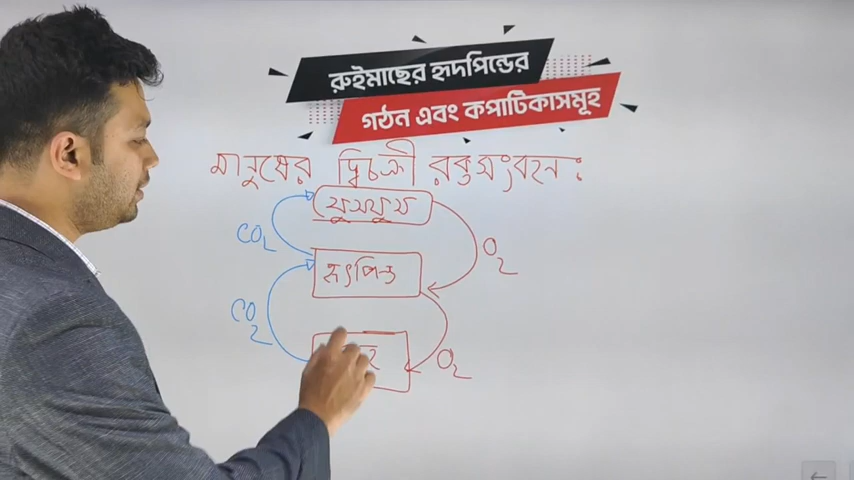 রুইমাছের হৃদপিন্ডের
গঠন এবং কপাটিকাসমূহ
মানুষের দ্বিচক্রী রক্তসংবহন :
ফুসফুস
CO2
O2
হৃৎপিন্ড
CO2
O2